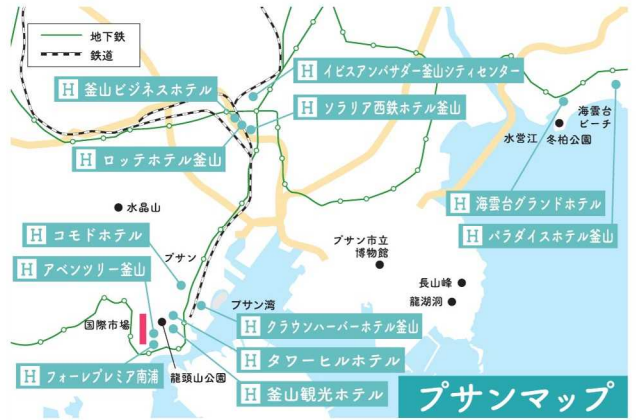 地下鉄
鉄道
H イビスアンバサダー釜山シティセンター
H 釜山ビジネスホテル
H ソラリア西鉄ホテル釜山
H ロッテホテル釜山
海雲台
ビーチ
水営江
冬柏公園
H 海雲台グランドホテル
H パラダイスホテル釜山
水晶山
H コモドホテル
プサン
プサン市立
博物館
H アベンツリー釜山
長山峰
龍湖洞
プサン湾
国際市場
H クラウンハーバーホテル釜山
H タワーヒルホテル
H フォーレプレミア南浦
龍頭山公園
H 釜山観光ホテル
プサンマップ